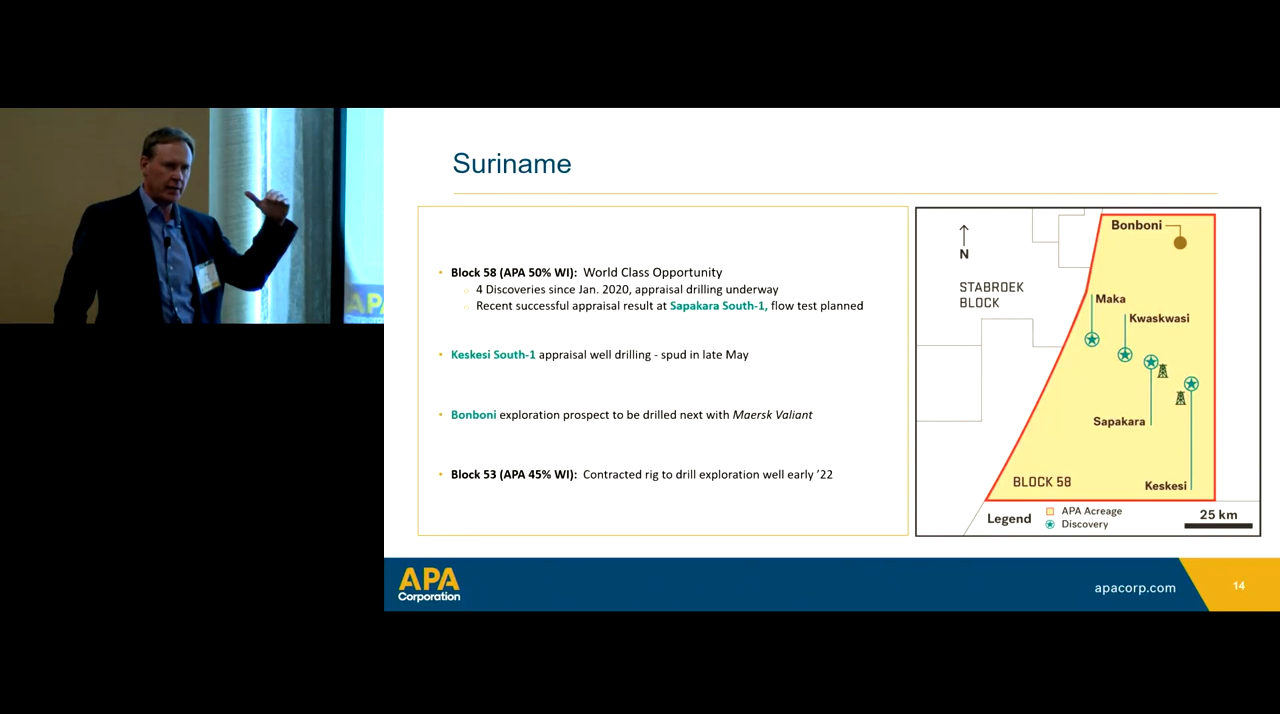 Suriname
• Block 58 (APA 50% WI): World Class Opportunity
○ 4 Discoveries since Jan. 2020, appraisal drilling underway
○ Recent successful appraisal result at Sapakara South-1, flow test planned
• Keskesi South-1 appraisal well drilling - spud in late May
• Bonboni exploration prospect to be drilled next with Maersk Valiant
• Block 53 (APA 45% WI): Contracted rig to drill exploration well early ’22
Bonboni
N
STABROEK
BLOCK
Maka
Kwaskwasi
Sapakara
BLOCK 58
Keskesi
Legend
APA Acreage
Discovery
25 km
APA
Corporation
apacorp.com
14
AP